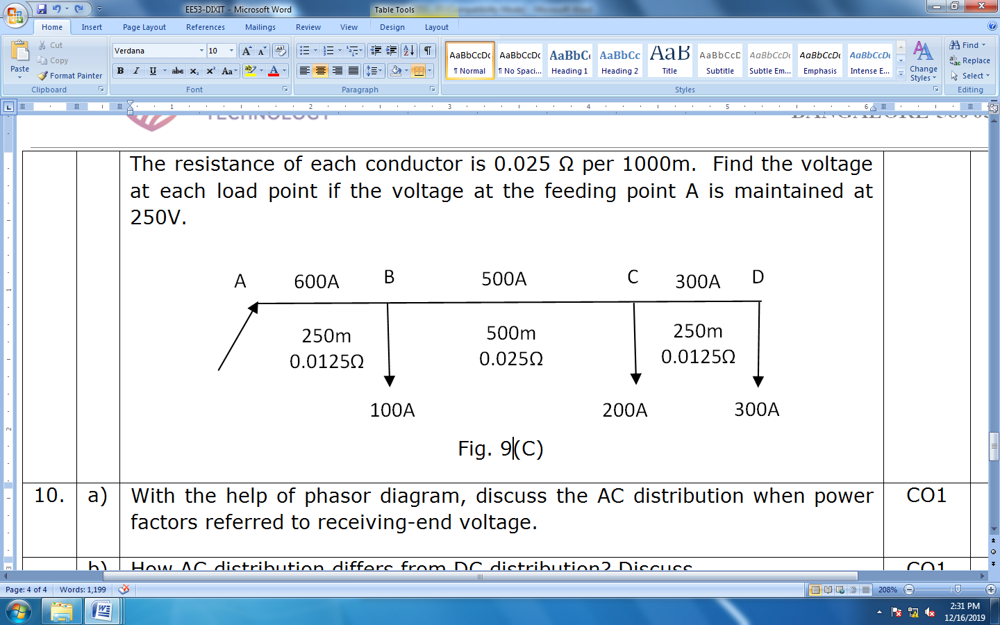 EE53-DIXIT - Microsoft Word
Table Tools
Home Insert Page Layout References Mailings Review View Design Layout
Paste
Cut
Copy
Format Painter
Clipboard
Verdana 10
Font
Paragraph
AaBbCcDc AaBbCcDc AaBbC AaBbCc AaB AaBbCcD AaBbCcDc AaBbCcDc AaBbCcDc
¶ Normal ¶ No Spaci... Heading 1 Heading 2 Title Subtitle Subtle Em... Emphasis Intense E...
Change Styles
Styles
Find
Replace
Select
Editing
1 2 3 4 5 6
TECHNOLOGY
The resistance of each conductor is 0.025 Ω per 1000m. Find the voltage
at each load point if the voltage at the feeding point A is maintained at
250V.
A 600A B 500A C 300A D
250m 500m 250m
0.0125Ω 0.025Ω 0.0125Ω
100A 200A 300A
Fig. 9(C)
10. a) With the help of phasor diagram, discuss the AC distribution when power CO1
factors referred to receiving-end voltage.
b) How AC distribution differs from DC distribution? Discuss CO1
Page: 4 of 4 Words: 1,199 208%
2:31 PM
12/16/2019